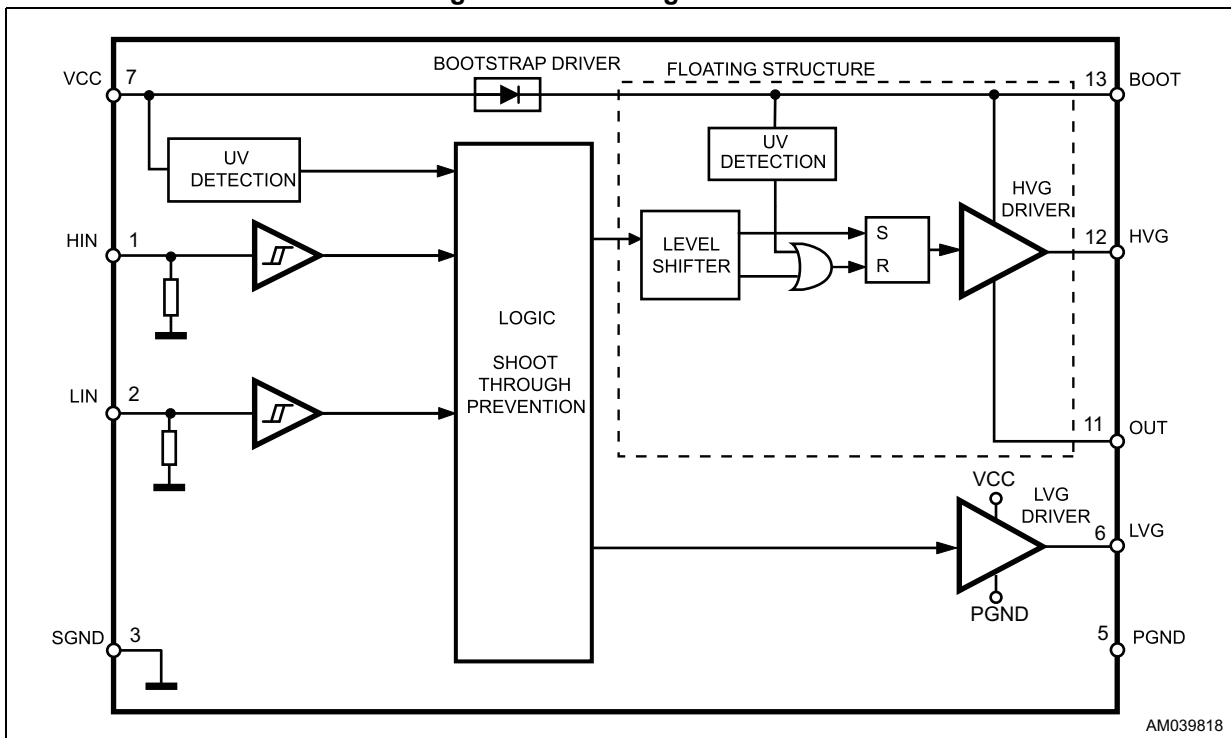 BOOTSTRAP DRIVER
FLOATING STRUCTURE
VCC 7
13 BOOT
UV
DETECTION
UV
DETECTION
HIN 1
HVG
DRIVER
12 HVG
LEVEL
SHIFTER
S
R
LOGIC
SHOOT
THROUGH
PREVENTION
LIN 2
11 OUT
VCC
LVG
DRIVER
6 LVG
PGND
SGND 3
5 PGND
AM039818